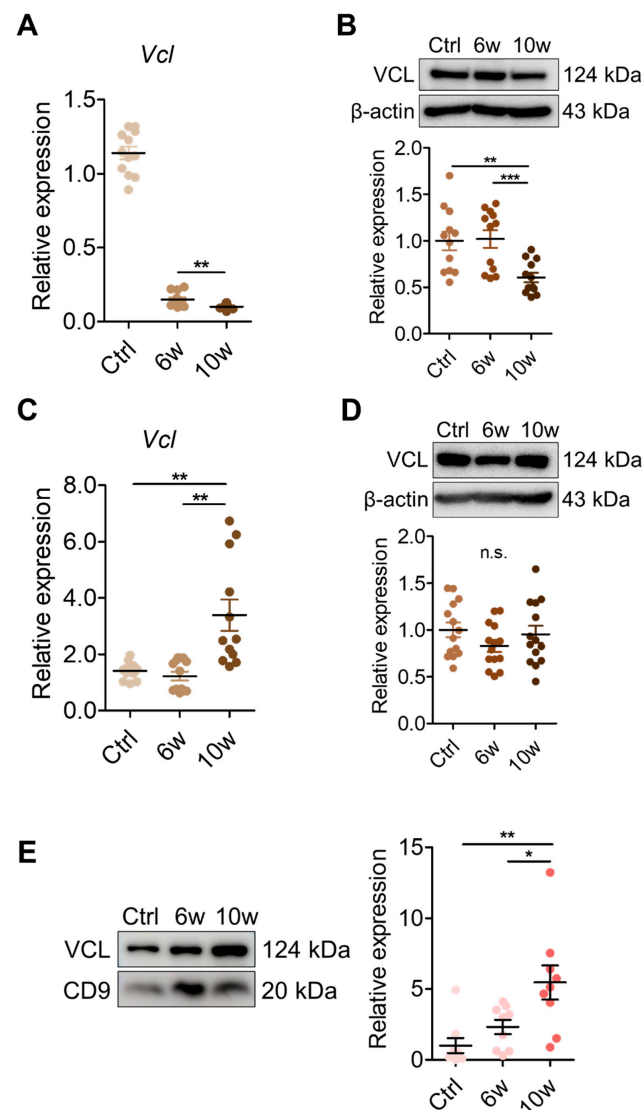 A
Vcl
Relative expression
1.5
1.0
0.5
0.0
**
Ctrl
6w
10w
B
Ctrl 6w 10w
VCL 124 kDa
β-actin 43 kDa
Relative expression
2.0
1.5
1.0
0.5
0.0
**
***
Ctrl
6w
10w
C
Vcl
Relative expression
8.0
6.0
4.0
2.0
0.0
**
**
Ctrl
6w
10w
D
Ctrl 6w 10w
VCL 124 kDa
β-actin 43 kDa
Relative expression
2.0
1.5
1.0
0.5
0.0
n.s.
Ctrl
6w
10w
E
Ctrl 6w 10w
VCL 124 kDa
CD9 20 kDa
Relative expression
15
10
5
0
**
*
Ctrl
6w
10w